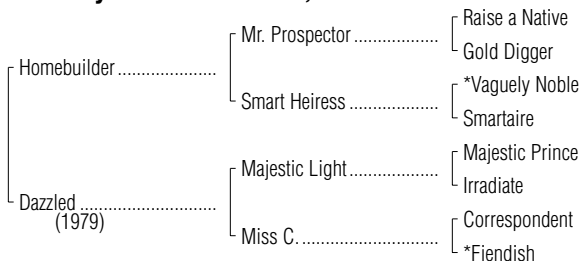 Raise a Native
Mr. Prospector ....................
Gold Digger
Homebuilder ......................
*Vaguely Noble
Smart Heiress .....................
Smartaire
Majestic Prince
Majestic Light .....................
Irradiate
Dazzled ..............................
(1979)
Correspondent
Miss C. ................................
*Fiendish